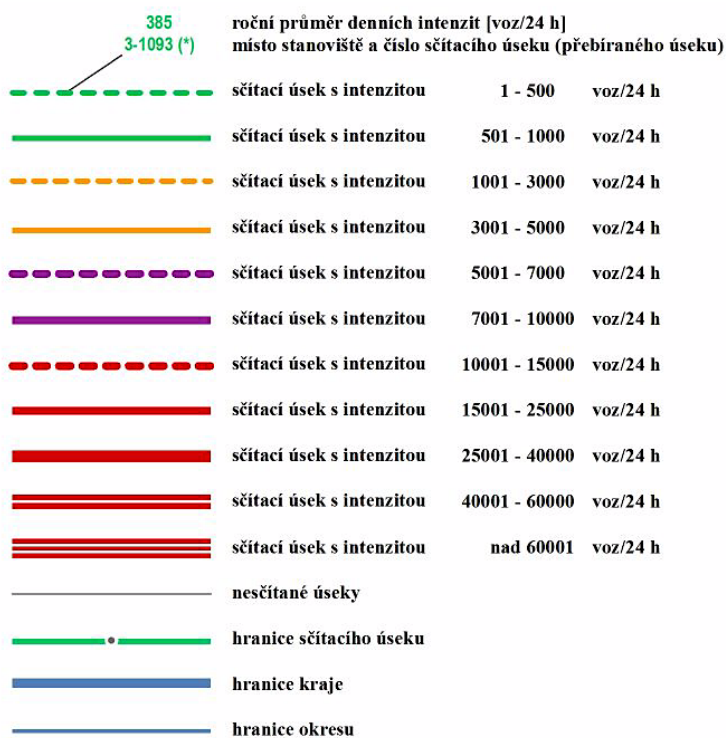 385 roční průměr denních intenzit [voz/24 h]
3-1093 (*) místo stanoviště a číslo sčítacího úseku (přebíraného úseku)
sčítací úsek s intenzitou 1 - 500 voz/24 h
sčítací úsek s intenzitou 501 - 1000 voz/24 h
sčítací úsek s intenzitou 1001 - 3000 voz/24 h
sčítací úsek s intenzitou 3001 - 5000 voz/24 h
sčítací úsek s intenzitou 5001 - 7000 voz/24 h
sčítací úsek s intenzitou 7001 - 10000 voz/24 h
sčítací úsek s intenzitou 10001 - 15000 voz/24 h
sčítací úsek s intenzitou 15001 - 25000 voz/24 h
sčítací úsek s intenzitou 25001 - 40000 voz/24 h
sčítací úsek s intenzitou 40001 - 60000 voz/24 h
sčítací úsek s intenzitou nad 60001 voz/24 h
nesčítané úseky
hranice sčítacího úseku
hranice kraje
hranice okresu